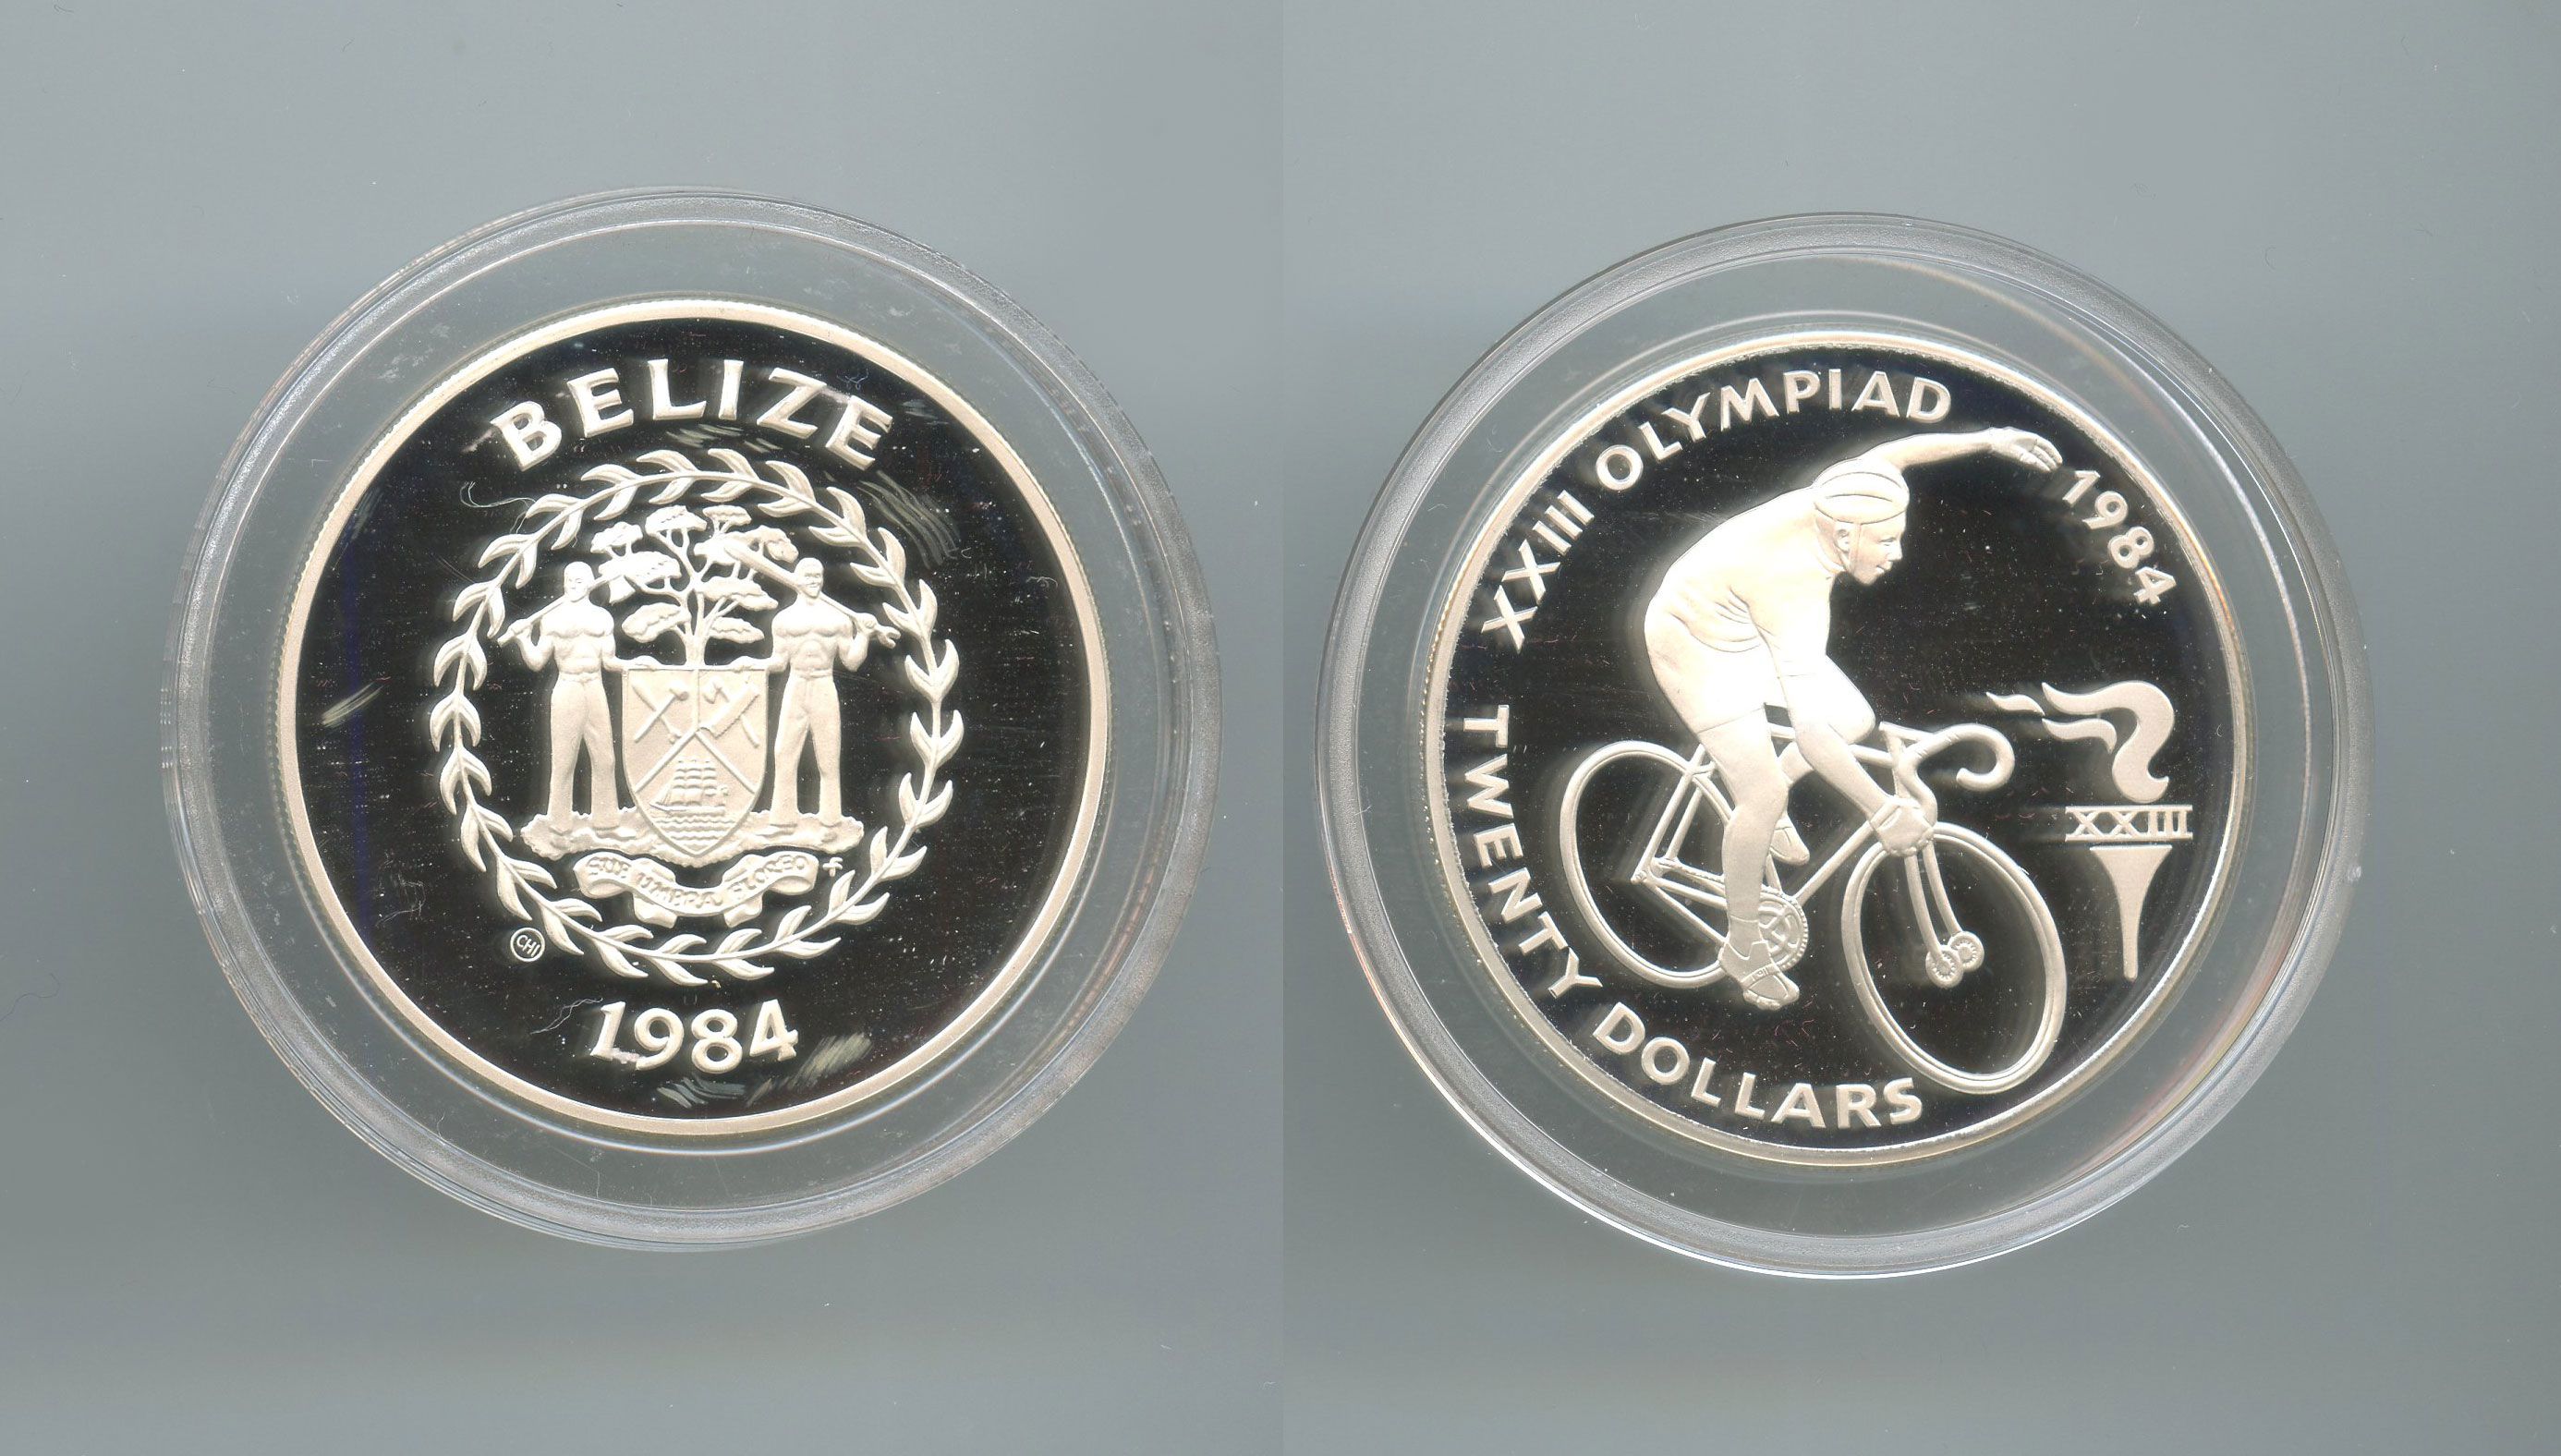 BELIZE
SUB UMBRA FLOREO
CHI
1984
XXIII OLYMPIAD 1984
XXIII
TWENTY DOLLARS